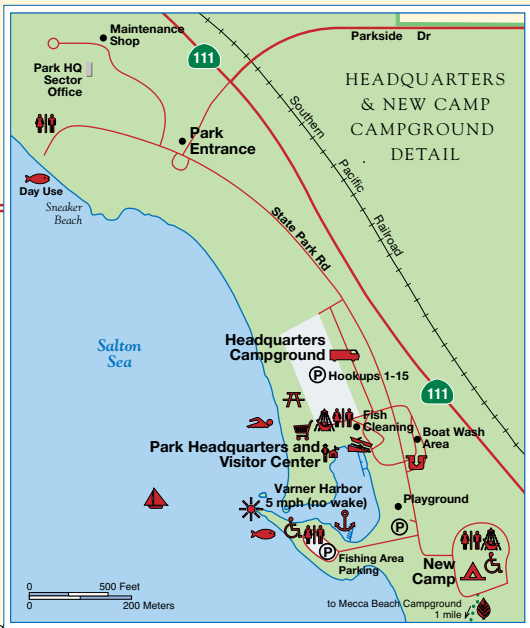 Maintenance
Shop
111
Parkside Dr
Park HQ
Sector
Office
HEADQUARTERS
& NEW CAMP
CAMPGROUND
DETAIL
Southern
Pacific
Railroad
Park
Entrance
Day Use
Sneaker
Beach
State Park Rd
Salton
Sea
Headquarters
Campground
P Hookups 1-15
111
Fish
Cleaning
Boat Wash
Area
Park Headquarters and
Visitor Center
Varner Harbor
5 mph (no wake)
Playground
P
P
Fishing Area
Parking
New
Camp
0 500 Feet
0 200 Meters
to Mecca Beach Campground
1 mile